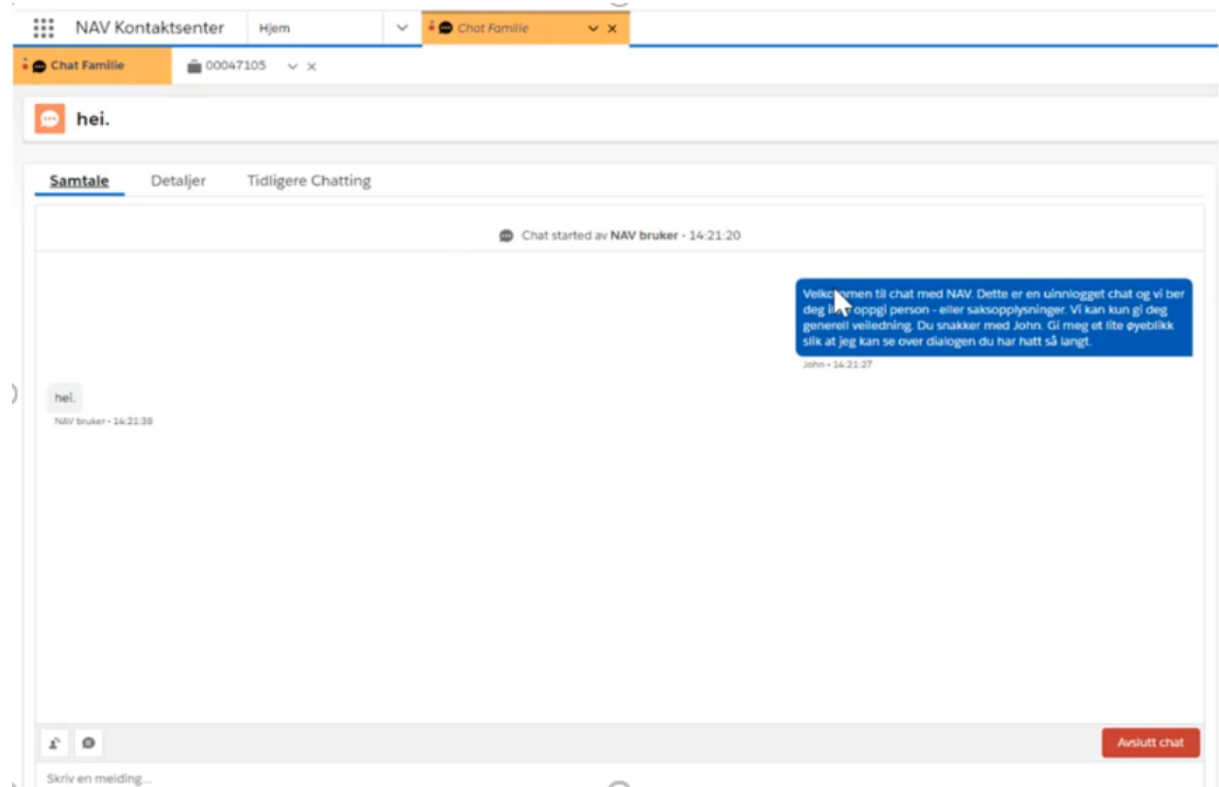 NAV Kontaktsenter Hjem Chat Familie
Chat Familie 00047105
hei.
Samtale Detaljer Tidligere Chatting
Chat started av NAV bruker • 14:21:20
Velkommen til chat med NAV. Dette er en uinnlogget chat og vi ber
deg oppgi person - eller saksopplysninger. Vi kan kun gi deg
generell veiledning. Du snakker med John. Gi meg et lite øyeblikk
slik at jeg kan se over dialogen du har hatt så langt.
John • 14:21:27
hei.
NAV bruker • 14:21:38
Avslutt chat
Skriv en melding...